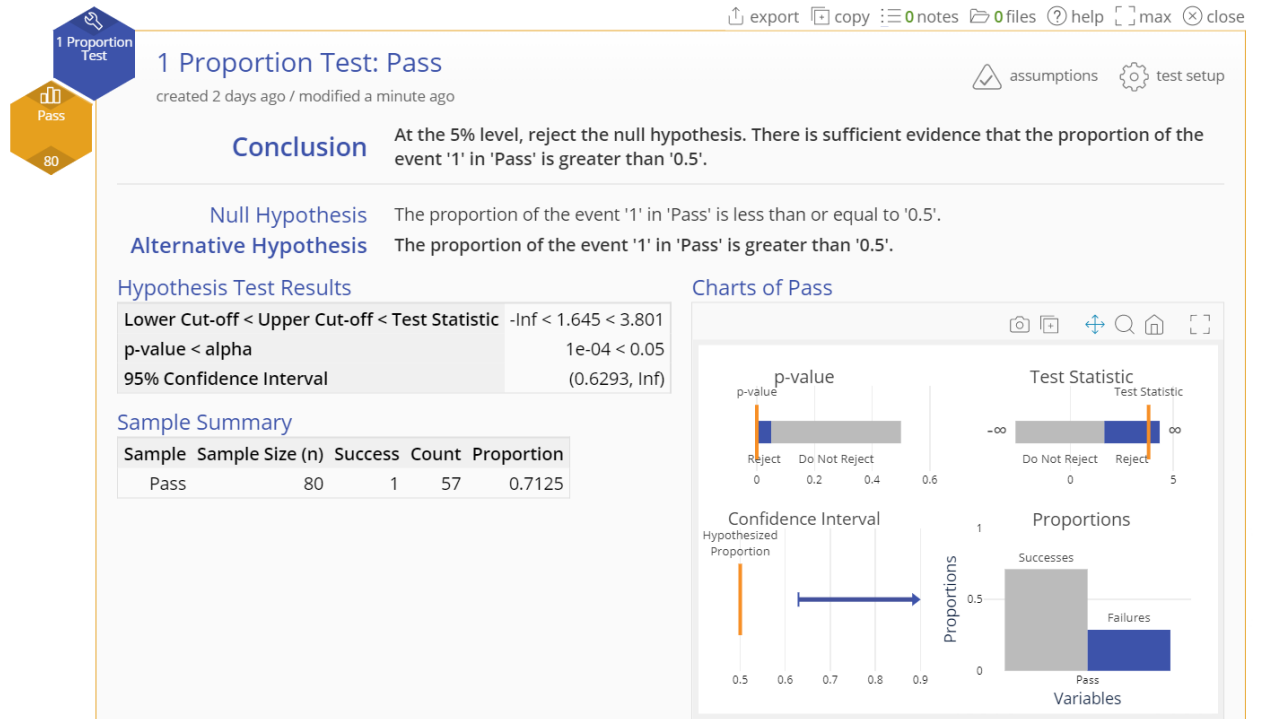 export copy 0 notes 0 files help max close
1 Proportion
Test
1 Proportion Test: Pass
assumptions test setup
created 2 days ago / modified a minute ago
Pass
80
Conclusion
At the 5% level, reject the null hypothesis. There is sufficient evidence that the proportion of the
event '1' in 'Pass' is greater than '0.5'.
Null Hypothesis The proportion of the event '1' in 'Pass' is less than or equal to '0.5'.
Alternative Hypothesis The proportion of the event '1' in 'Pass' is greater than '0.5'.
Hypothesis Test Results
Lower Cut-off < Upper Cut-off < Test Statistic -Inf < 1.645 < 3.801
p-value < alpha 1e-04 < 0.05
95% Confidence Interval (0.6293, Inf)
Sample Summary
Sample Sample Size (n) Success Count Proportion
Pass 80 1 57 0.7125
Charts of Pass
p-value
p-value
Reject Do Not Reject
0 0.2 0.4 0.6
Test Statistic
Test Statistic
-∞ ∞
Do Not Reject Reject
0 5
Confidence Interval
Hypothesized
Proportion
0.5 0.6 0.7 0.8 0.9
Proportions
1
Successes
Proportions
0.5
Failures
0
Pass
Variables